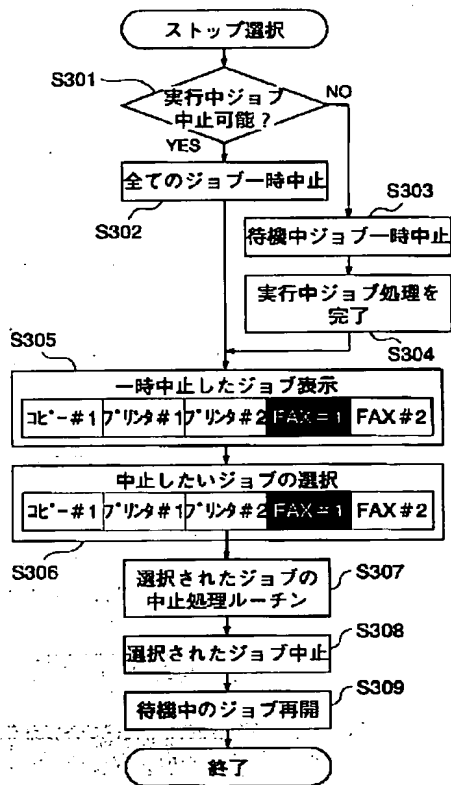 ストップ選択
S301
実行中ジョブ
中止可能？
NO
YES
全てのジョブ一時中止
S302
S303
待機中ジョブ一時中止
実行中ジョブ処理を
完了
S304
S305
一時中止したジョブ表示
コピー#1 プリンタ#1 プリンタ#2 FAX#1 FAX#2
中止したいジョブの選択
コピー#1 プリンタ#1 プリンタ#2 FAX#1 FAX#2
S306
選択されたジョブの
中止処理ルーチン
S307
選択されたジョブ中止
S308
待機中のジョブ再開
S309
終了